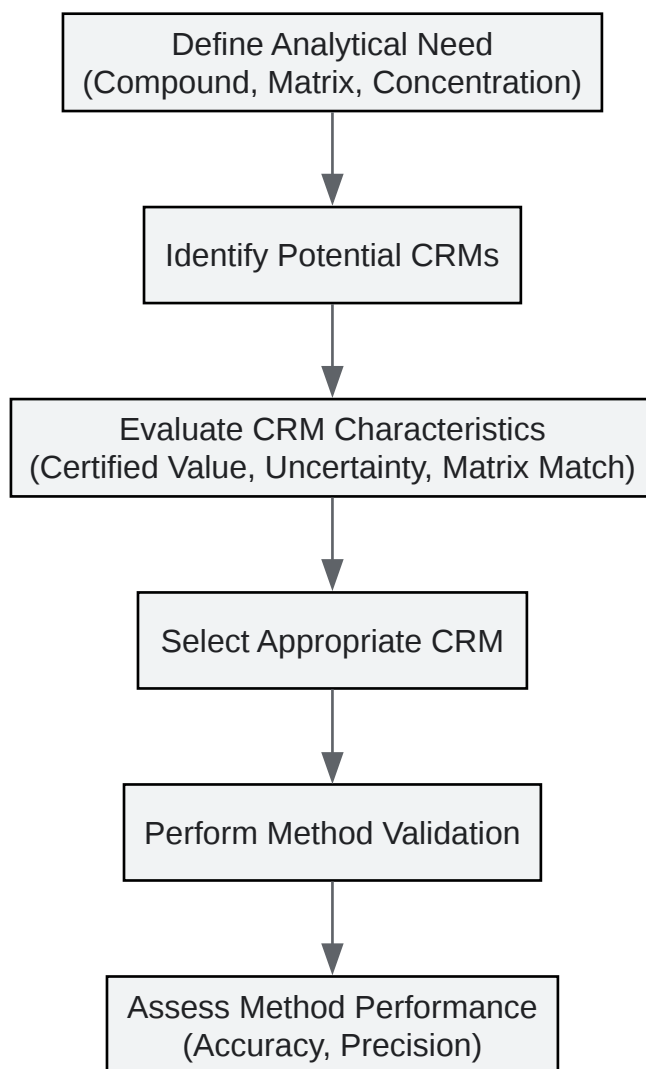 Define Analytical Need
(Compound, Matrix, Concentration)
Identify Potential CRMs
Evaluate CRM Characteristics
(Certified Value, Uncertainty, Matrix Match)
Select Appropriate CRM
Perform Method Validation
Assess Method Performance
(Accuracy, Precision)